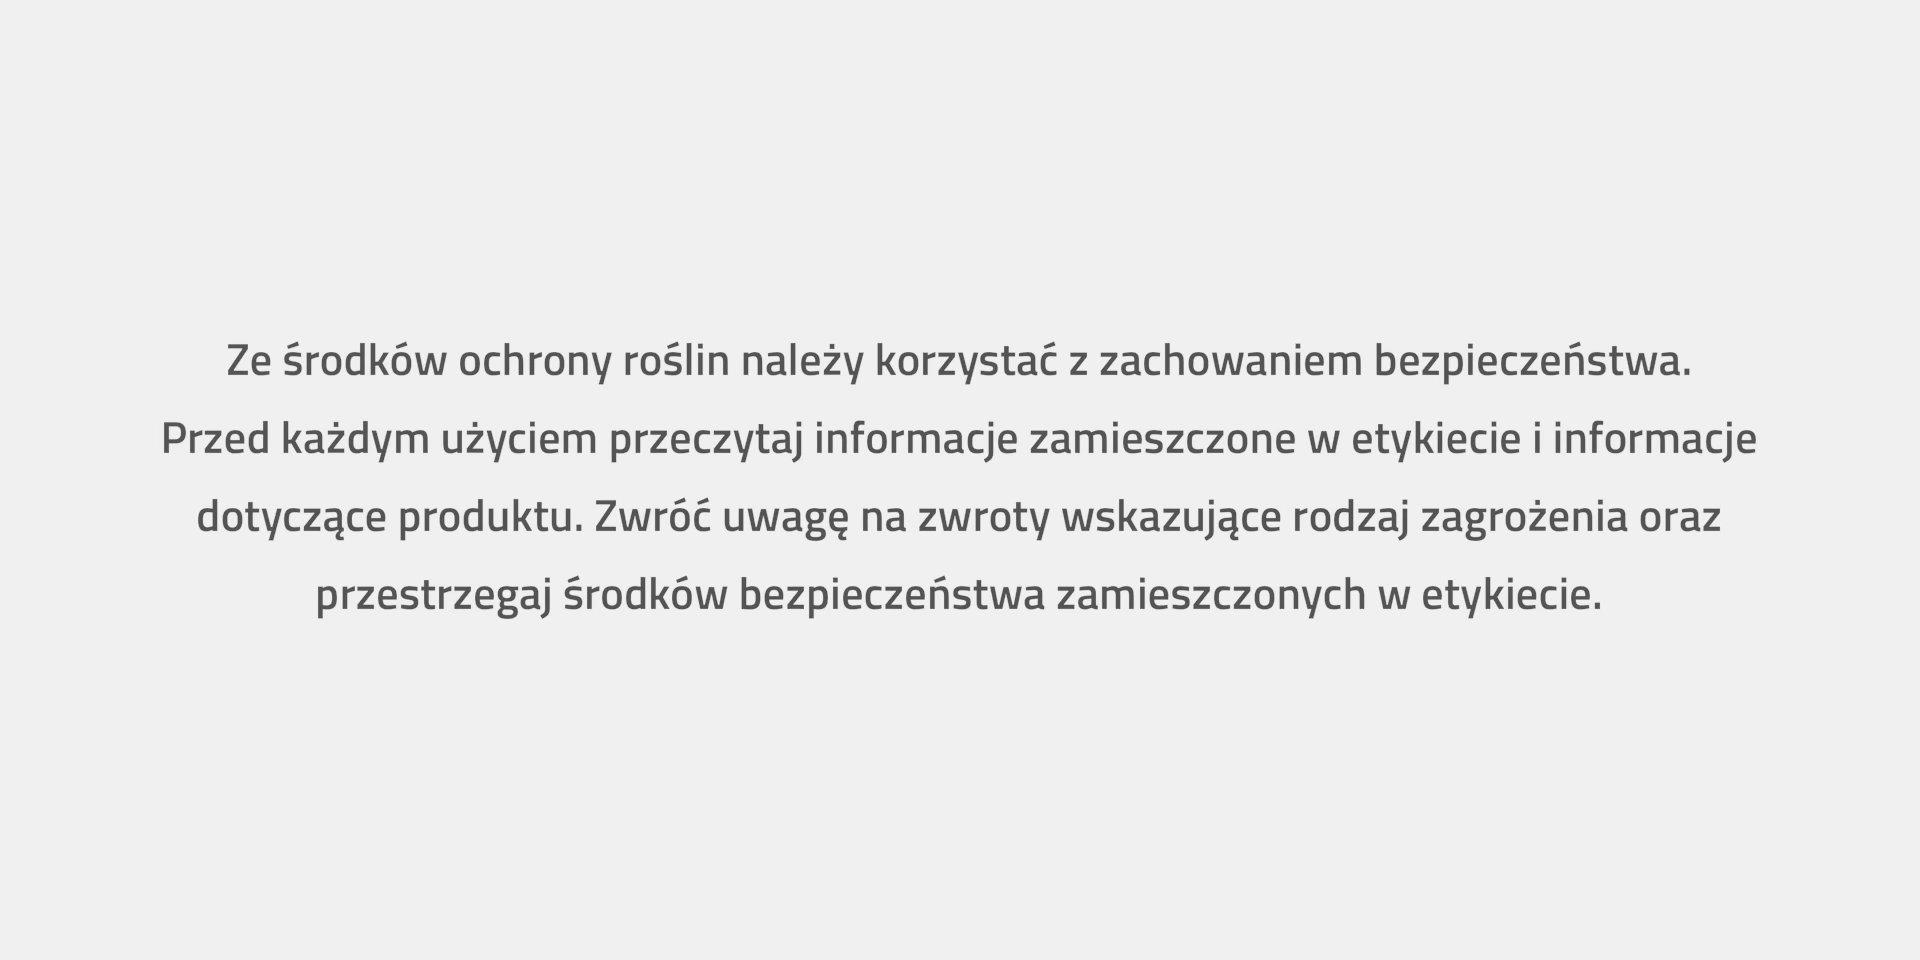 Ze środków ochrony roślin należy korzystać z zachowaniem bezpieczeństwa.
Przed każdym użyciem przeczytaj informacje zamieszczone w etykiecie i informacje
dotyczące produktu. Zwróć uwagę na zwroty wskazujące rodzaj zagrożenia oraz
przestrzegaj środków bezpieczeństwa zamieszczonych w etykiecie.